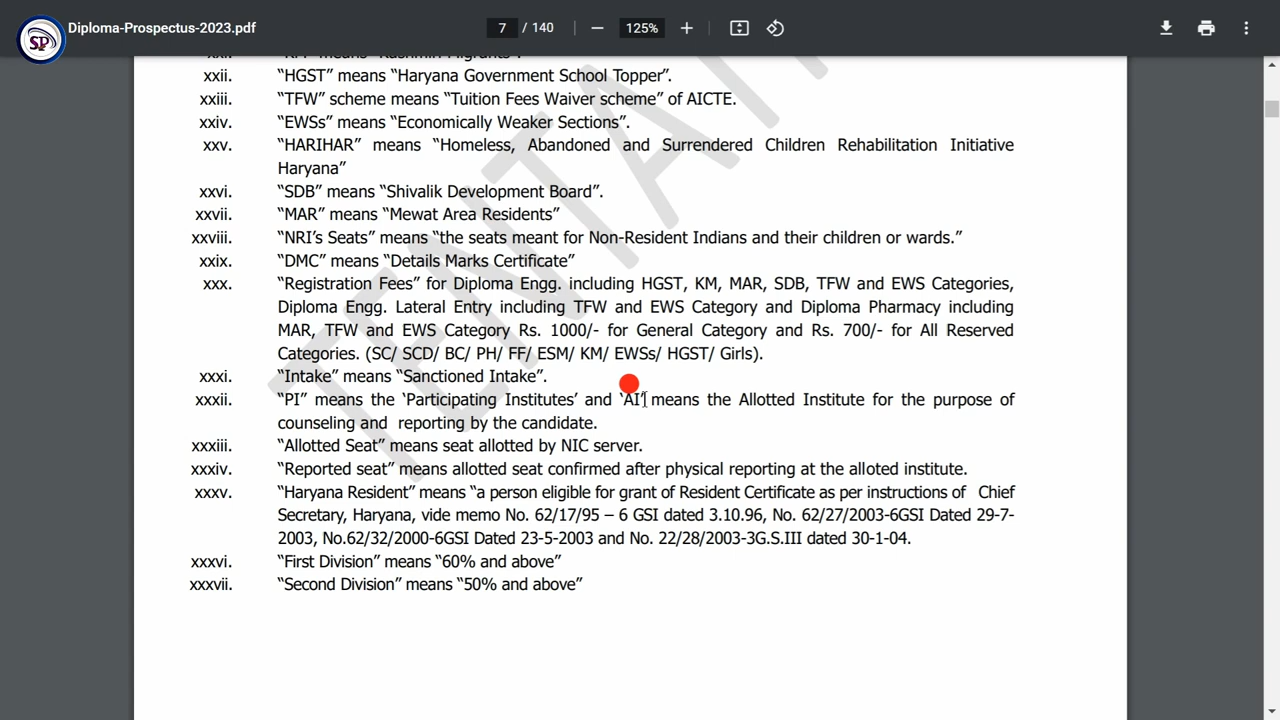 SP
Diploma-Prospectus-2023.pdf
7 / 140
125%
xxii. “HGST” means “Haryana Government School Topper”.
xxiii. “TFW” scheme means “Tuition Fees Waiver scheme” of AICTE.
xxiv. “EWSs” means “Economically Weaker Sections”.
xxv. “HARIHAR” means “Homeless, Abandoned and Surrendered Children Rehabilitation Initiative
Haryana”
xxvi. “SDB” means “Shivalik Development Board”.
xxvii. “MAR” means “Mewat Area Residents”
xxviii. “NRI’s Seats” means “the seats meant for Non-Resident Indians and their children or wards.”
xxix. “DMC” means “Details Marks Certificate”
xxx. “Registration Fees” for Diploma Engg. including HGST, KM, MAR, SDB, TFW and EWS Categories,
Diploma Engg. Lateral Entry including TFW and EWS Category and Diploma Pharmacy including
MAR, TFW and EWS Category Rs. 1000/- for General Category and Rs. 700/- for All Reserved
Categories. (SC/ SCD/ BC/ PH/ FF/ ESM/ KM/ EWSs/ HGST/ Girls).
xxxi. “Intake” means “Sanctioned Intake”.
xxxii. “PI” means the ‘Participating Institutes’ and ‘AI’ means the Allotted Institute for the purpose of
counseling and reporting by the candidate.
xxxiii. “Allotted Seat” means seat allotted by NIC server.
xxxiv. “Reported seat” means allotted seat confirmed after physical reporting at the alloted institute.
xxxv. “Haryana Resident” means “a person eligible for grant of Resident Certificate as per instructions of Chief
Secretary, Haryana, vide memo No. 62/17/95 – 6 GSI dated 3.10.96, No. 62/27/2003-6GSI Dated 29-7-
2003, No.62/32/2000-6GSI Dated 23-5-2003 and No. 22/28/2003-3G.S.III dated 30-1-04.
xxxvi. “First Division” means “60% and above”
xxxvii. “Second Division” means “50% and above”